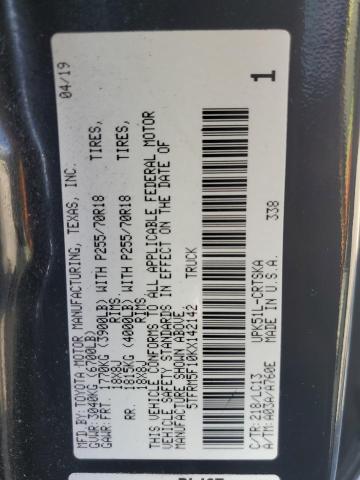 MFD.BY:TOYOTA MOTOR MANUFACTURING, TEXAS, INC. 04/19
GVWR:3040KG (6700LB)
GAWR: FR. 1770KG (3900LB) WITH P255/70R18 TIRES,
18X8J RIMS.
RR. 1815KG (4000LB) WITH P255/70R18 TIRES,
18X8J RIMS.
THIS VEHICLE CONFORMS TO ALL APPLICABLE FEDERAL MOTOR
VEHICLE SAFETY STANDARDS IN EFFECT ON THE DATE OF
MANUFACTURE SHOWN ABOVE.
5TFRM5F10KX142142 TRUCK
338
C/TR:218/LC13 UPK51L-CRTSKA
A/TM:A03A/A760E MADE IN U.S.A.
1